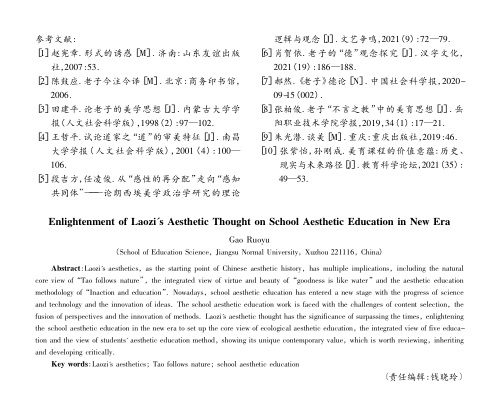 参考文献:
[1] 赵宪章. 形式的诱惑 [M]. 济南: 山东友谊出版
社,2007:53.
[2] 陈鼓应. 老子今注今译 [M]. 北京: 商务印书馆,
2006.
[3] 田建平. 论老子的美学思想 [J]. 内蒙古大学学
报(人文社会科学版),1998(2):97—102.
[4] 王哲平. 试论道家之“道”的审美特征 [J]. 南昌
大学学报(人文社会科学版),2001(4):100—
106.
[5] 段吉方,任凌俊. 从“感性的再分配”走向“感知
共同体”——论朗西埃美学政治学研究的理论
逻辑与观念 [J]. 文艺争鸣,2021(9):72—79.
[6] 肖贺依. 老子的“德”观念探究 [J]. 汉字文化,
2021(19):186—188.
[7] 郝然.《老子》德论 [N]. 中国社会科学报,2020-
09-15(002).
[8] 张袖俊. 老子“不言之教”中的美育思想 [J]. 岳
阳职业技术学院学报,2019,34(1):17—21.
[9] 朱光潜. 谈美 [M]. 重庆: 重庆出版社,2019:46.
[10] 张紫怡,孙刚成. 美育课程的价值意蕴: 历史、
现实与未来路径 [J]. 教育科学论坛,2021(35):
49—53.
Enlightenment of Laozi´s Aesthetic Thought on School Aesthetic Education in New Era
Gao Ruoyu
(School of Education Science, Jiangsu Normal University, Xuzhou 221116, China)
Abstract: Laozi's aesthetics, as the starting point of Chinese aesthetic history, has multiple implications, including the natural
core view of “Tao follows nature”, the integrated view of virtue and beauty of “goodness is like water” and the aesthetic education
methodology of “Inaction and education”. Nowadays, school aesthetic education has entered a new stage with the progress of science
and technology and the innovation of ideas. The school aesthetic education work is faced with the challenges of content selection, the
fusion of perspectives and the innovation of methods. Laozi's aesthetic thought has the significance of surpassing the times, enlightening
the school aesthetic education in the new era to set up the core view of ecological aesthetic education, the integrated view of five educa-
tion and the view of students' aesthetic education method, showing its unique contemporary value, which is worth reviewing, inheriting
and developing critically.
Key words: Laozi's aesthetics; Tao follows nature; school aesthetic education
(责任编辑:钱晓玲)